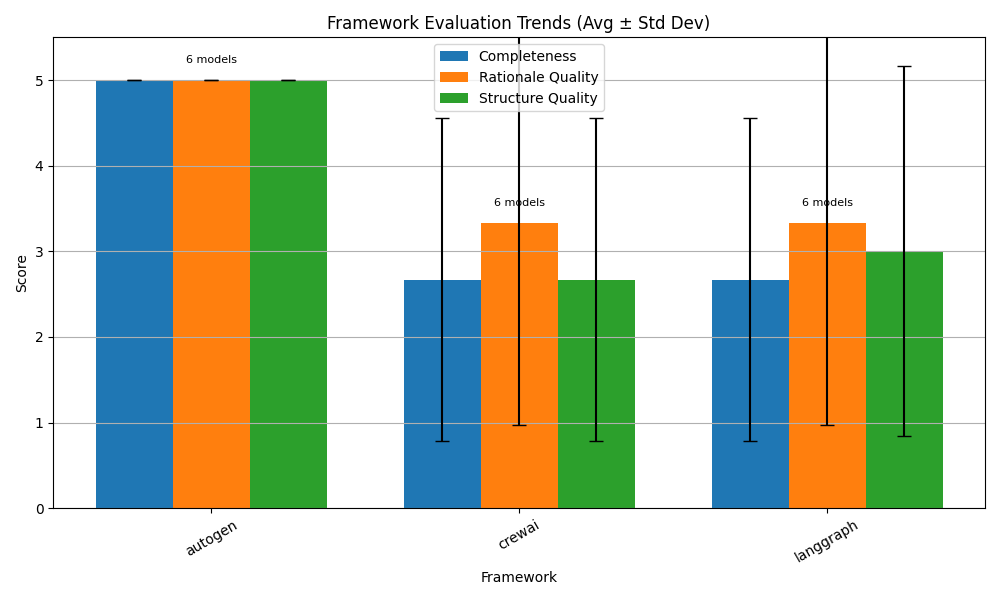 Framework Evaluation Trends (Avg ± Std Dev)
Completeness
Rationale Quality
Structure Quality
6 models
6 models
6 models
5
4
3
2
1
0
Score
autogen
crewai
langgraph
Framework